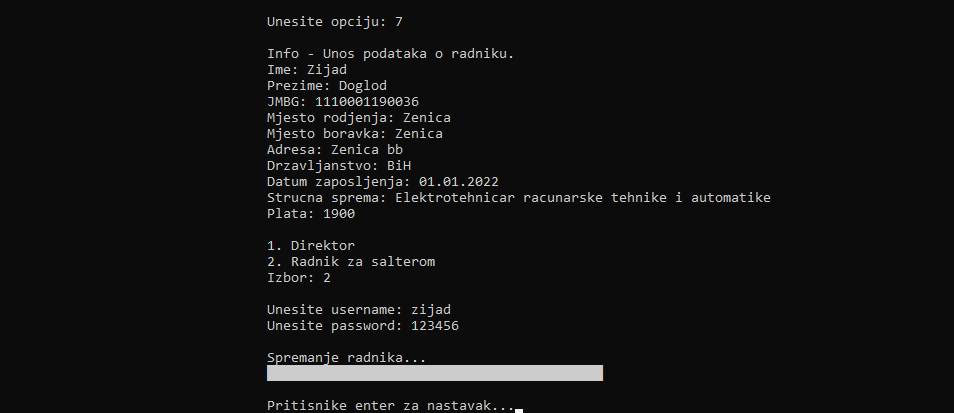 Unesite opciju: 7
Info - Unos podataka o radniku.
Ime: Zijad
Prezime: Doglod
JMBG: 1110001190036
Mjesto rodjenja: Zenica
Mjesto boravka: Zenica
Adresa: Zenica bb
Drzavljanstvo: BiH
Datum zaposljenja: 01.01.2022
Strucna sprema: Elektrotehnicar racunarske tehnike i automatike
Plata: 1900
1. Direktor
2. Radnik za salterom
Izbor: 2
Unesite username: zijad
Unesite password: 123456
Spremanje radnika...
Pritisnike enter za nastavak...